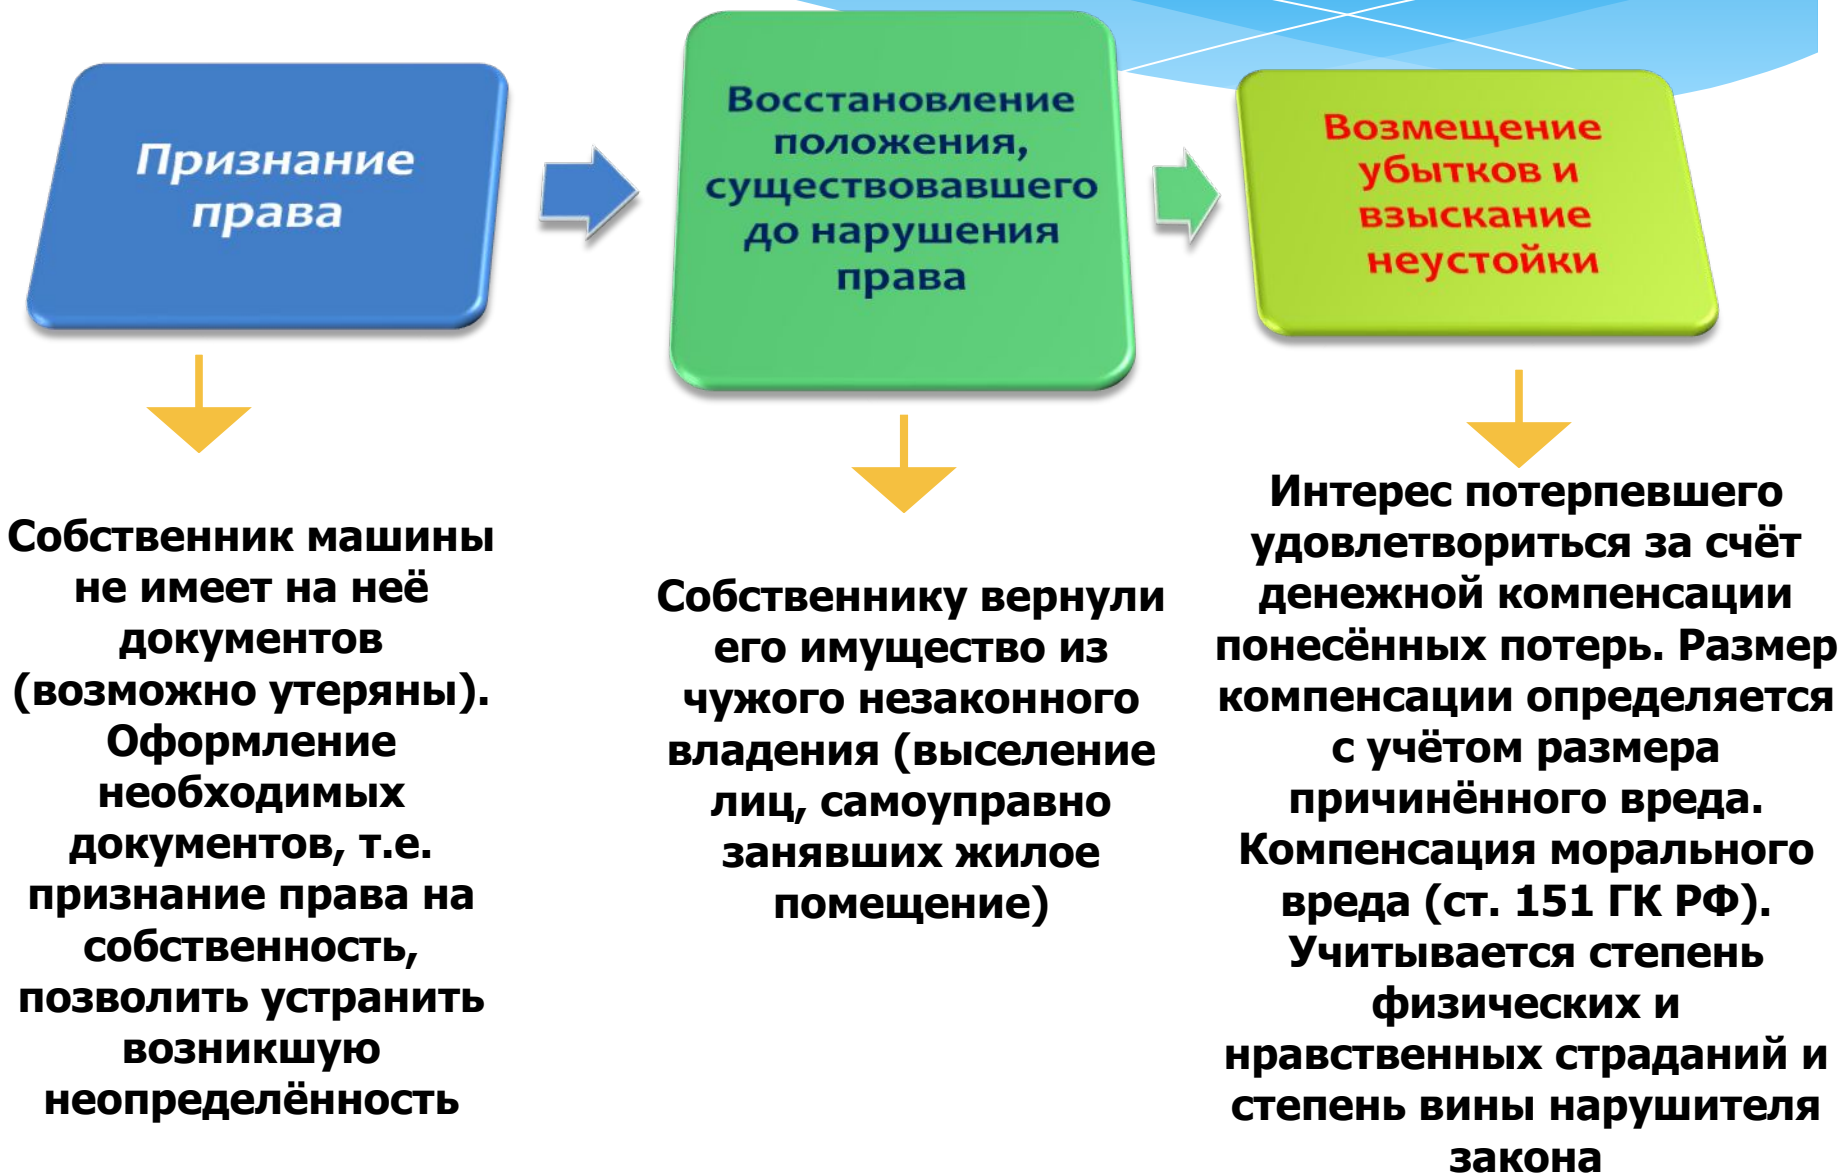 Признание
права
Восстановление
положения,
существовавшего
до нарушения
права
Возмещение
убытков и
взыскание
неустойки
Собственник машины
не имеет на неё
документов
(возможно утеряны).
Оформление
необходимых
документов, т.е.
признание права на
собственность,
позволить устранить
возникшую
неопределённость
Собственнику вернули
его имущество из
чужого незаконного
владения (выселение
лиц, самоуправно
занявших жилое
помещение)
Интерес потерпевшего
удовлетвориться за счёт
денежной компенсации
понесённых потерь. Размер
компенсации определяется
с учётом размера
причинённого вреда.
Компенсация морального
вреда (ст. 151 ГК РФ).
Учитывается степень
физических и
нравственных страданий и
степень вины нарушителя
закона